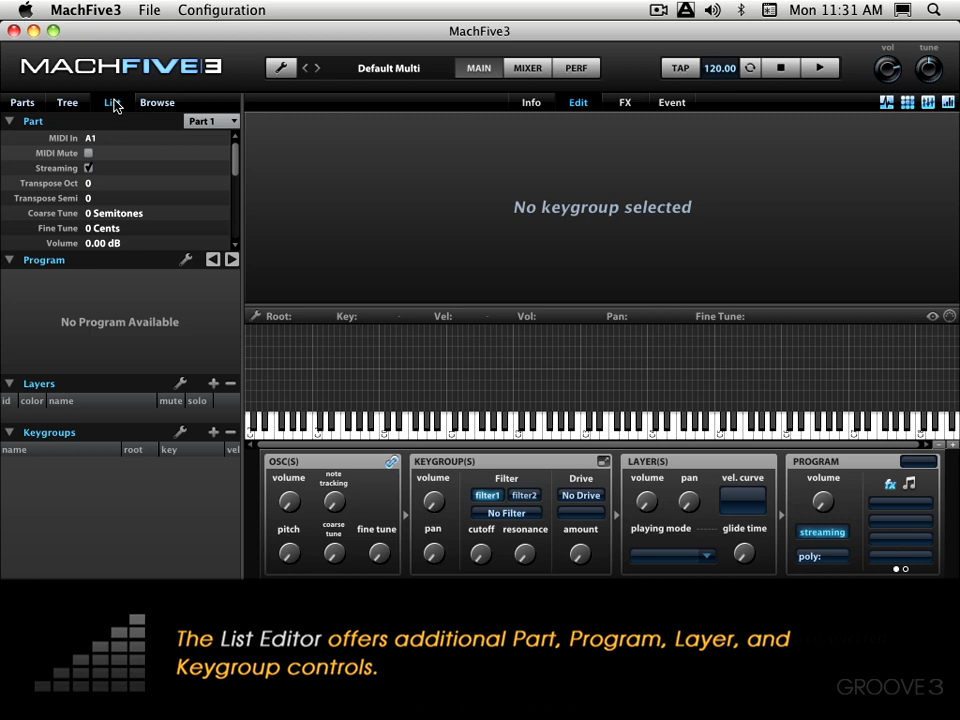 MachFive3 File Configuration Mon 11:31 AM
MachFive3
MACHFIVE3
Default Multi MAIN MIXER PERF TAP 120.00
vol tune
Parts Tree List Browse Info Edit FX Event
Part Part 1
MIDI In A1
MIDI Mute
Streaming
Transpose Oct 0
Transpose Semi 0
Coarse Tune 0 Semitones
Fine Tune 0 Cents
Volume 0.00 dB
No keygroup selected
Program
No Program Available
Root: Key: - Vel: - Vol: Pan: Fine Tune:
Layers
id color name mute solo
Keygroups
name root key vel
OSC(S) KEYGROUP(S) LAYER(S) PROGRAM
volume note tracking
pitch coarse tune fine tune
volume Filter Drive
filter1 filter2 No Drive
No Filter
pan cutoff resonance amount
volume pan vel. curve
playing mode glide time
volume fx
streaming
poly:
The List Editor offers additional Part, Program, Layer, and
Keygroup controls.
GROOVE3